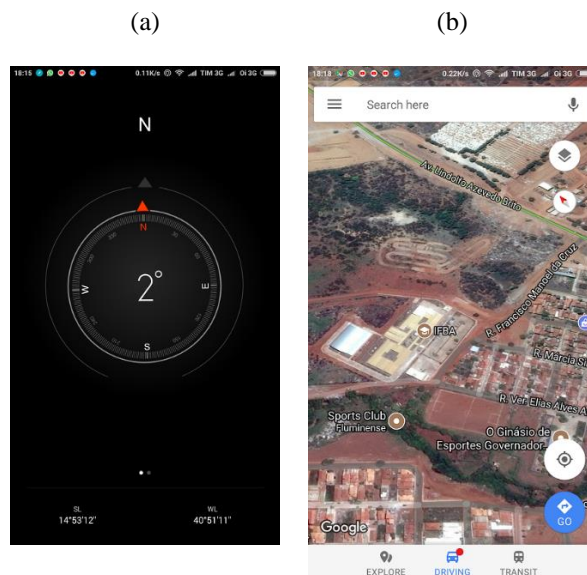 (a)
(b)
18:15
0.11K/s
TIM 3G
Oi 3G
N
N
W
2°
E
S
SL
WL
14°53'12"
40°51'11"
18:18
0.22K/s
TIM 3G
Oi 3G
Search here
Av. Lindolfo Azevedo Brito
R. Francisco Manoel da Cruz
IFBA
R. Márcia
R. Ver. Elias Alves A
Sports Club
Fluminense
O Ginásio de
Esportes Governador
Google
GO
EXPLORE
DRIVING
TRANSIT